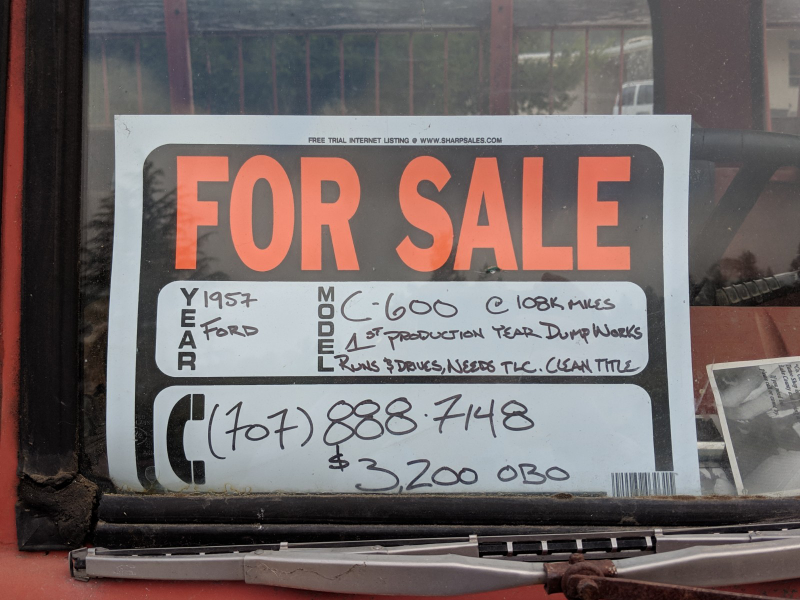 FREE TRIAL INTERNET LISTING @ WWW.SHARPSALES.COM
FOR SALE
YEAR 1957 FORD
MODEL C-600 @ 108K MILES
1ST PRODUCTION YEAR DUMP WORKS
RUNS & DRIVES, NEEDS TLC. CLEAN TITLE
(707) 888-7148
$3,200 OBO